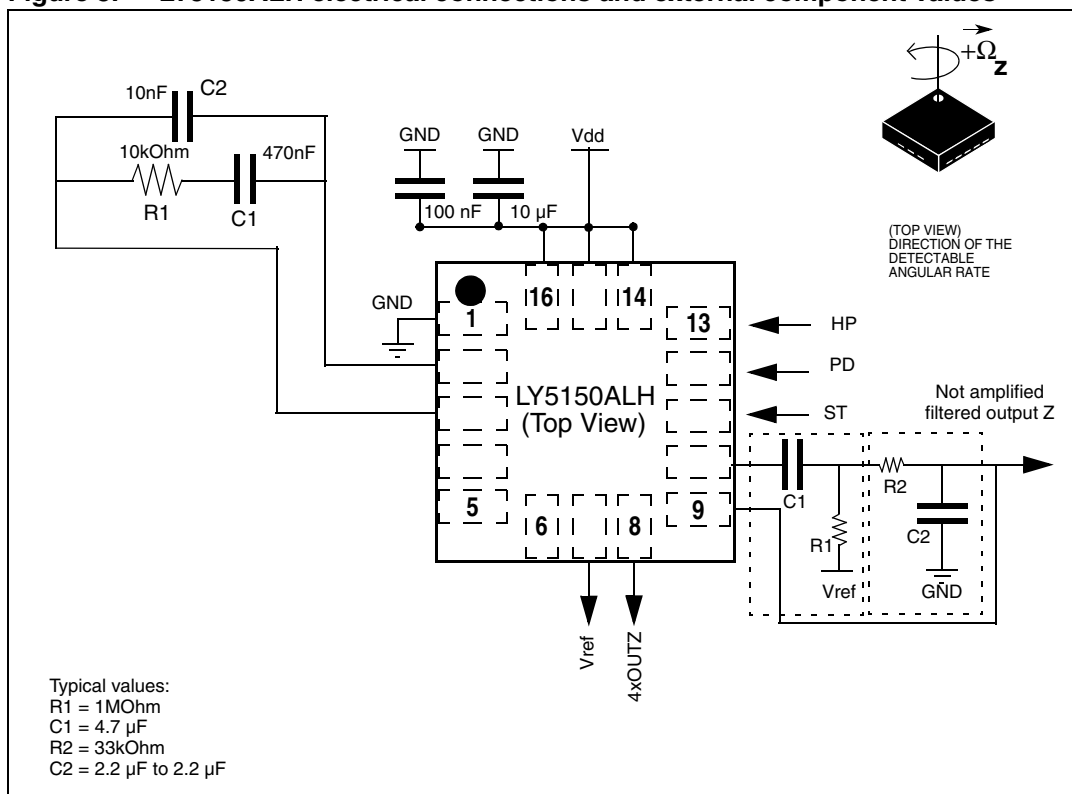 10nF
C2
10kOhm
470nF
R1
C1
GND
GND
Vdd
100 nF
10 µF
+Ω
Z
(TOP VIEW)
DIRECTION OF THE
DETECTABLE
ANGULAR RATE
GND
1
16
14
13
HP
PD
ST
LY5150ALH
(Top View)
Not amplified
filtered output Z
5
6
8
9
C1
R2
R1
C2
Vref
GND
Vref
4xOUTZ
Typical values:
R1 = 1MOhm
C1 = 4.7 µF
R2 = 33kOhm
C2 = 2.2 µF to 2.2 µF